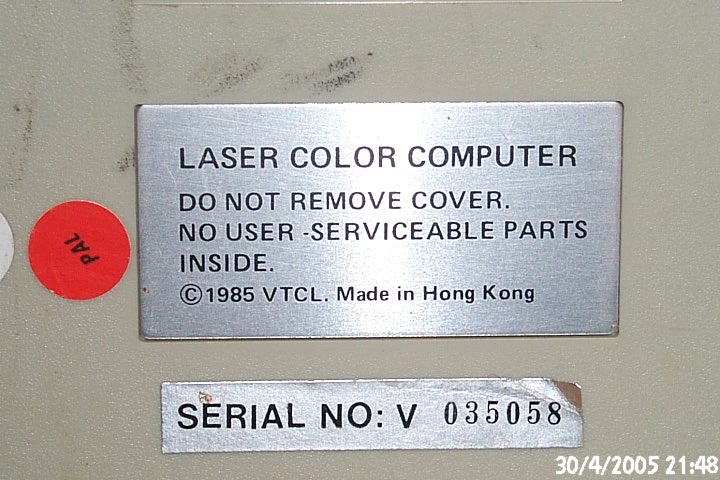 LASER COLOR COMPUTER
DO NOT REMOVE COVER.
NO USER -SERVICEABLE PARTS
INSIDE.
©1985 VTCL. Made in Hong Kong
PAL
SERIAL NO: V 035058
30/4/2005 21:48